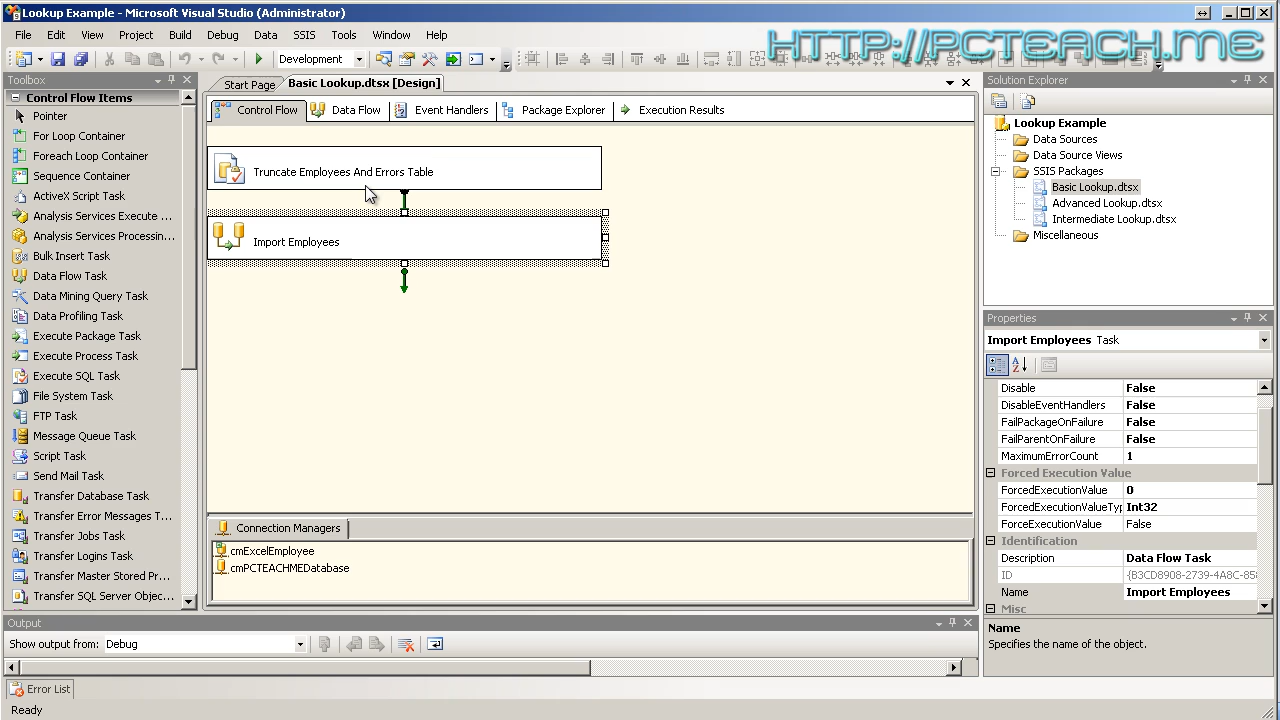 Lookup Example - Microsoft Visual Studio (Administrator)
File Edit View Project Build Debug Data SSIS Tools Window Help
Development
HTTP://PCTEACH.ME
Toolbox
Control Flow Items
Pointer
For Loop Container
Foreach Loop Container
Sequence Container
ActiveX Script Task
Analysis Services Execute ...
Analysis Services Processin...
Bulk Insert Task
Data Flow Task
Data Mining Query Task
Data Profiling Task
Execute Package Task
Execute Process Task
Execute SQL Task
File System Task
FTP Task
Message Queue Task
Script Task
Send Mail Task
Transfer Database Task
Transfer Error Messages T...
Transfer Jobs Task
Transfer Logins Task
Transfer Master Stored Pr...
Transfer SQL Server Objec...
Start Page
Basic Lookup.dtsx [Design]
Control Flow
Data Flow
Event Handlers
Package Explorer
Execution Results
Truncate Employees And Errors Table
Import Employees
Connection Managers
cmExcelEmployee
cmPCTEACHMEDatabase
Solution Explorer
Lookup Example
Data Sources
Data Source Views
SSIS Packages
Basic Lookup.dtsx
Advanced Lookup.dtsx
Intermediate Lookup.dtsx
Miscellaneous
Properties
Import Employees Task
Disable False
DisableEventHandlers False
FailPackageOnFailure False
FailParentOnFailure False
MaximumErrorCount 1
Forced Execution Value
ForcedExecutionValue 0
ForcedExecutionValueTyp Int32
ForceExecutionValue False
Identification
Description Data Flow Task
ID {B3CD8908-2739-4A8C-858
Name Import Employees
Misc
Name
Specifies the name of the object.
Output
Show output from: Debug
Error List
Ready